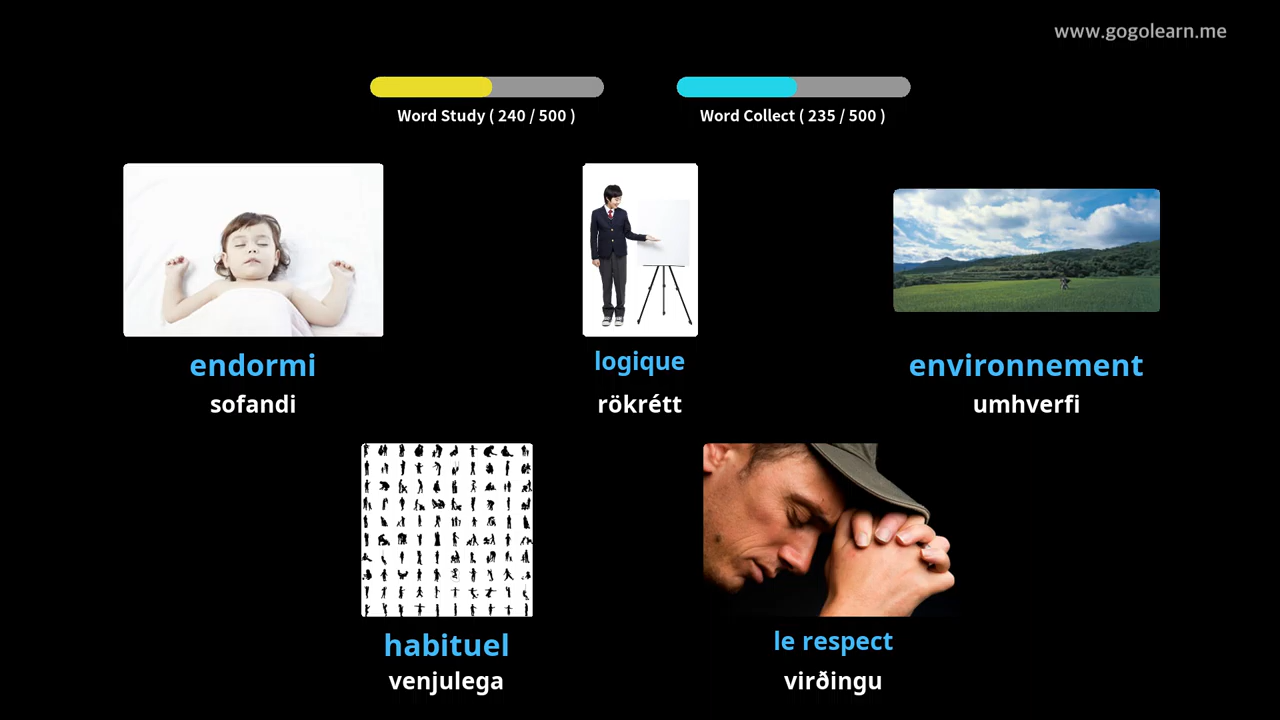 www.gogolearn.me
Word Study ( 240 / 500 )
Word Collect ( 235 / 500 )
endormi
sofandi
logique
rökrétt
environnement
umhverfi
habituel
venjulega
le respect
virðingu